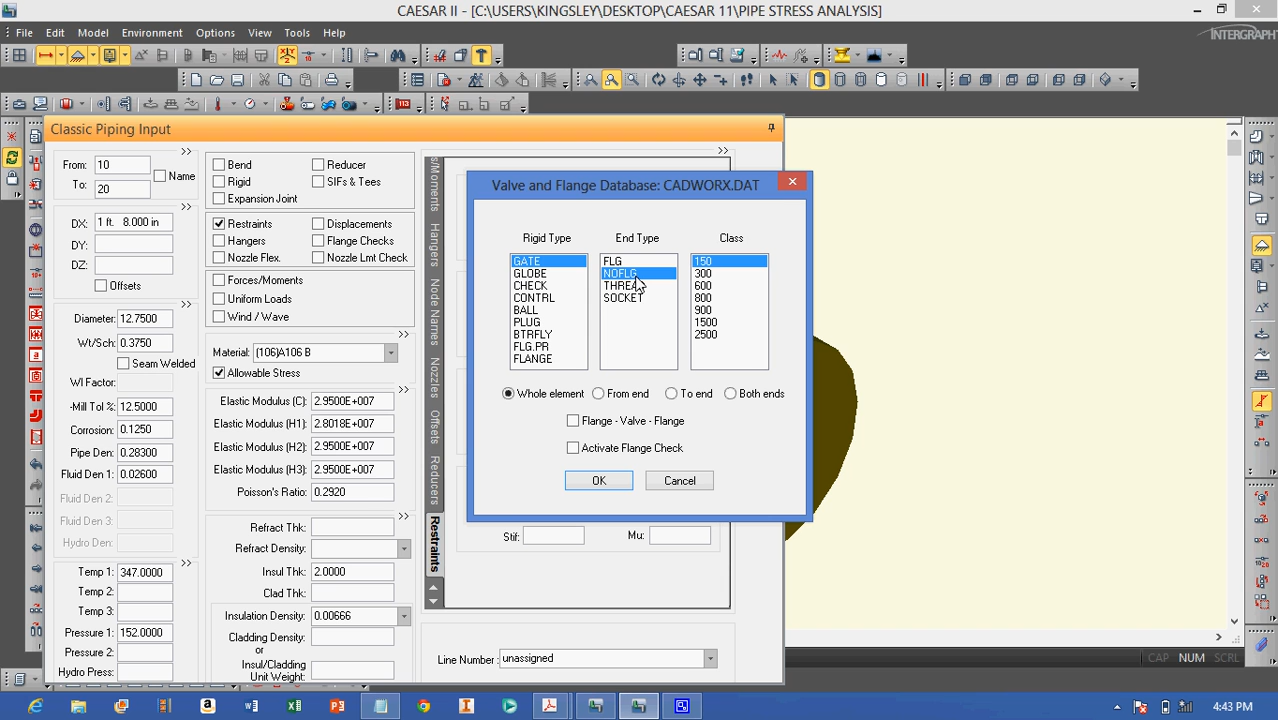 CAESAR II - [C:\USERS\KINGSLEY\DESKTOP\CAESAR 11\PIPE STRESS ANALYSIS]
File Edit Model Environment Options View Tools Help
INTERGRAPH
Classic Piping Input
From: 10
To: 20
Name
DX: 1 ft. 8.000 in
DY:
DZ:
Offsets
Diameter: 12.7500
Wt/Sch: 0.3750
Seam Welded
Wl Factor:
-Mill Tol %: 12.5000
Corrosion: 0.1250
Pipe Den: 0.28300
Fluid Den 1: 0.02600
Fluid Den 2:
Fluid Den 3:
Hydro Den:
Temp 1: 347.0000
Temp 2:
Temp 3:
Pressure 1: 152.0000
Pressure 2:
Hydro Press:
>>
Bend Reducer
Rigid SIFs & Tees
Expansion Joint
Restraints Displacements
Hangers Flange Checks
Nozzle Flex. Nozzle Lmt Check
Forces/Moments
Uniform Loads
Wind / Wave
Material: (106)A106 B
Allowable Stress
Elastic Modulus (C): 2.9500E+007
Elastic Modulus (H1): 2.8018E+007
Elastic Modulus (H2): 2.9500E+007
Elastic Modulus (H3): 2.9500E+007
Poisson's Ratio: 0.2920
Refract Thk:
Refract Density:
Insul Thk: 2.0000
Clad Thk:
Insulation Density: 0.00666
Cladding Density:
or
Insul/Cladding
Unit Weight:
s/Moments
Hangers
Node Names
Nozzles
Offsets
Reducers
Restraints
Stif: Mu:
Line Number: unassigned
Valve and Flange Database: CADWORX.DAT
Rigid Type End Type Class
GATE FLG 150
GLOBE NOFLG 300
CHECK THREA 600
CONTRL SOCKET 800
BALL 900
PLUG 1500
BTRFLY 2500
FLG.PR
FLANGE
Whole element From end To end Both ends
Flange - Valve - Flange
Activate Flange Check
OK Cancel
CAP NUM SCRL
4:43 PM